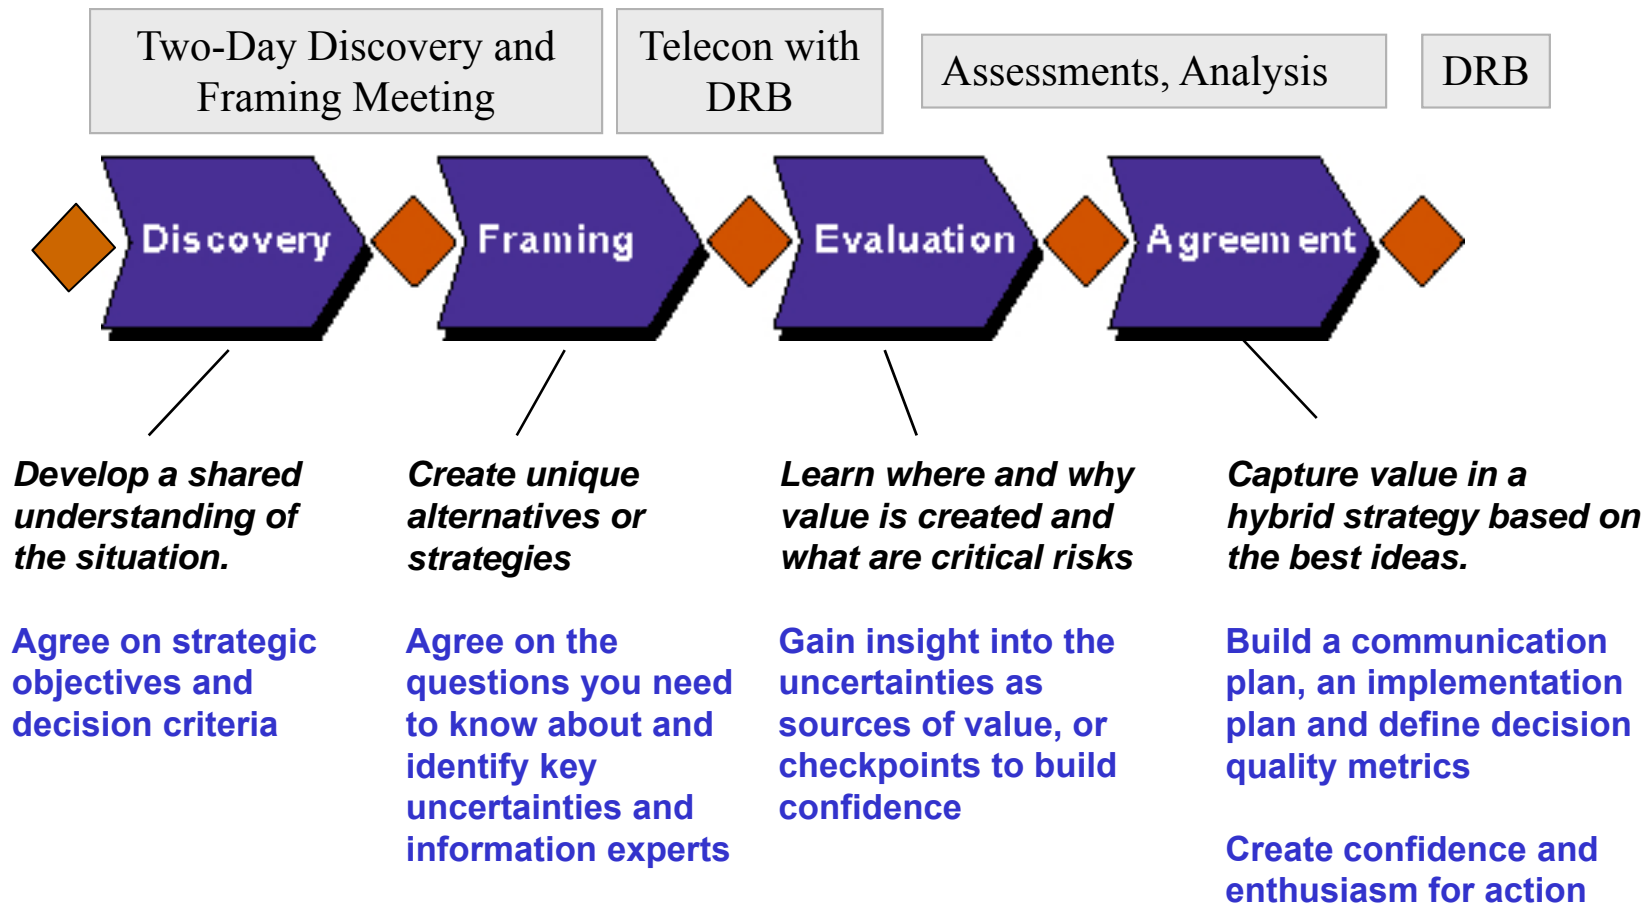 Two-Day Discovery and
Framing Meeting
Telecon with
DRB
Assessments, Analysis
DRB
Discovery
Framing
Evaluation
Agreement
Develop a shared
understanding of
the situation.
Create unique
alternatives or
strategies
Learn where and why
value is created and
what are critical risks
Capture value in a
hybrid strategy based on
the best ideas.
Agree on strategic
objectives and
decision criteria
Agree on the
questions you need
to know about and
identify key
uncertainties and
information experts
Gain insight into the
uncertainties as
sources of value, or
checkpoints to build
confidence
Build a communication
plan, an implementation
plan and define decision
quality metrics
Create confidence and
enthusiasm for action